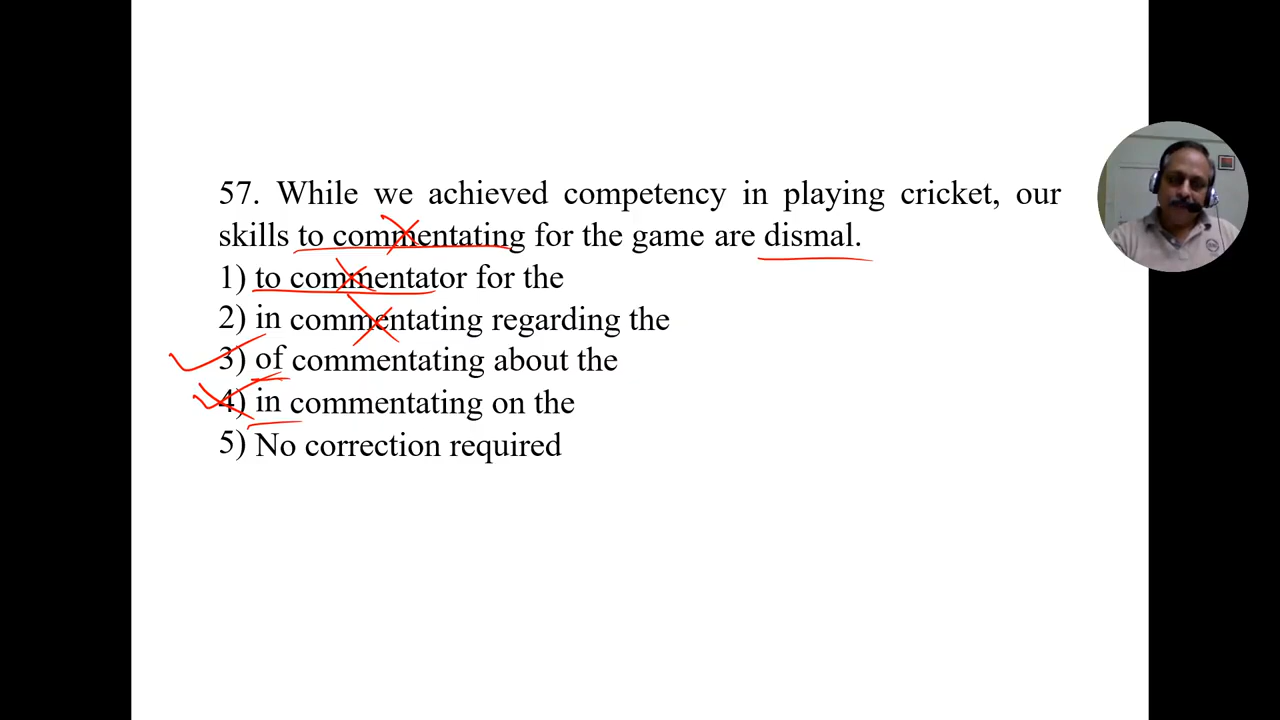 57. While we achieved competency in playing cricket, our
skills to commentating for the game are dismal.
1) to commentator for the
2) in commentating regarding the
3) of commentating about the
4) in commentating on the
5) No correction required